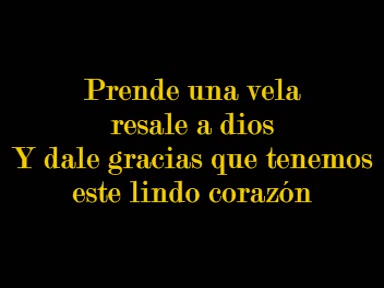 Prende una vela
resale a dios
Y dale gracias que tenemos
este lindo corazón